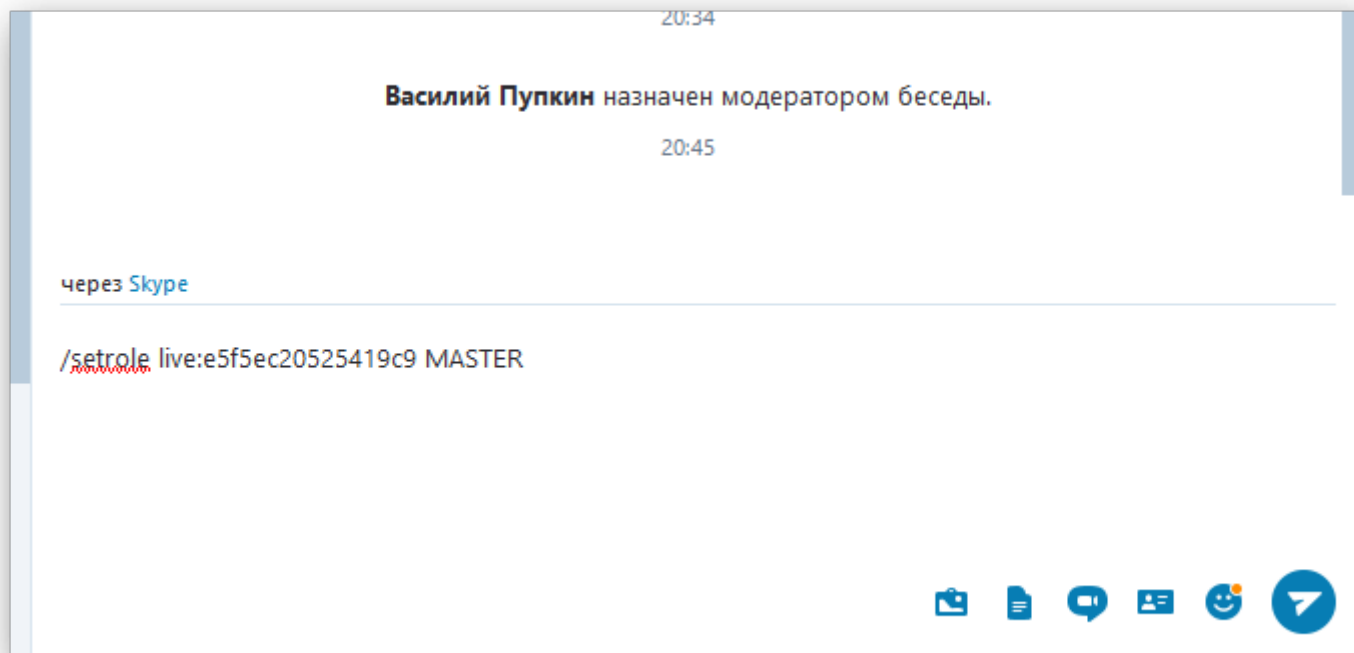 20:34
Василий Пупкин назначен модератором беседы.
20:45
через Skype
/setrole live:e5f5ec20525419c9 MASTER